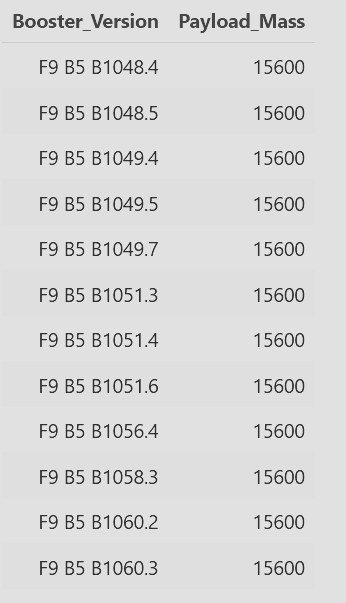 Booster_Version Payload_Mass
F9 B5 B1048.4 15600
F9 B5 B1048.5 15600
F9 B5 B1049.4 15600
F9 B5 B1049.5 15600
F9 B5 B1049.7 15600
F9 B5 B1051.3 15600
F9 B5 B1051.4 15600
F9 B5 B1051.6 15600
F9 B5 B1056.4 15600
F9 B5 B1058.3 15600
F9 B5 B1060.2 15600
F9 B5 B1060.3 15600